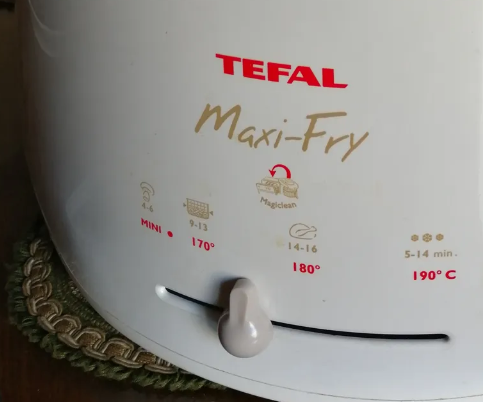 TEFAL
Maxi-Fry
Magiclean
4-6
MINI
9-13
170°
14-16
180°
5-14 min.
190° C